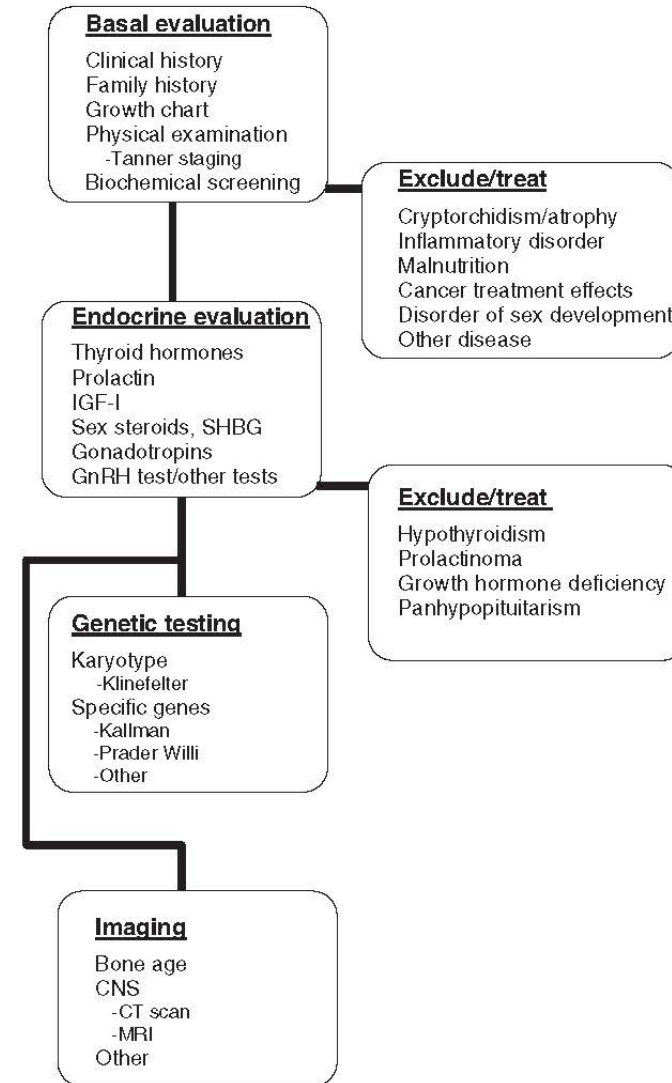 Basal evaluation
Clinical history
Family history
Growth chart
Physical examination
-Tanner staging
Biochemical screening
Exclude/treat
Cryptorchidism/atrophy
Inflammatory disorder
Malnutrition
Cancer treatment effects
Disorder of sex development
Other disease
Endocrine evaluation
Thyroid hormones
Prolactin
IGF-I
Sex steroids, SHBG
Gonadotropins
GnRH test/other tests
Exclude/treat
Hypothyroidism
Prolactinoma
Growth hormone deficiency
Panhypopituitarism
Genetic testing
Karyotype
-Klinefelter
Specific genes
-Kallman
-Prader Willi
-Other
Imaging
Bone age
CNS
-CT scan
-MRI
Other